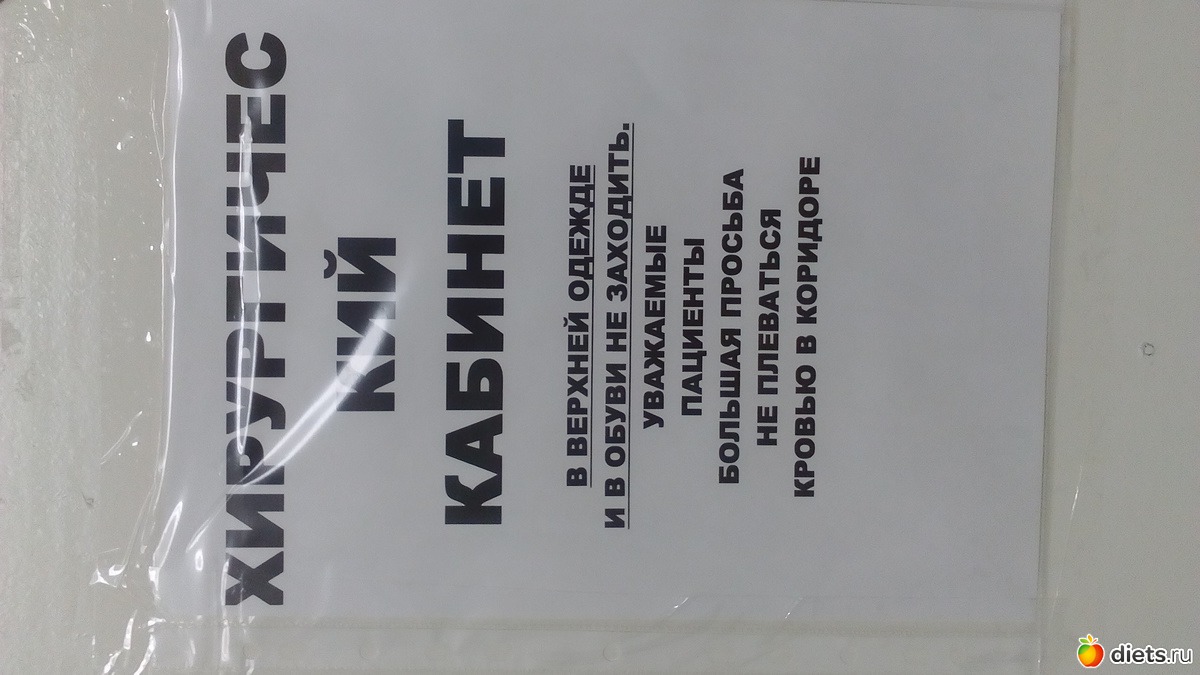 ХИРУРГИЧЕС
КИЙ
КАБИНЕТ
В ВЕРХНЕЙ ОДЕЖДЕ
И В ОБУВИ НЕ ЗАХОДИТЬ.
УВАЖАЕМЫЕ
ПАЦИЕНТЫ
БОЛЬШАЯ ПРОСЬБА
НЕ ПЛЕВАТЬСЯ
КРОВЬЮ В КОРИДОРЕ
diets.ru